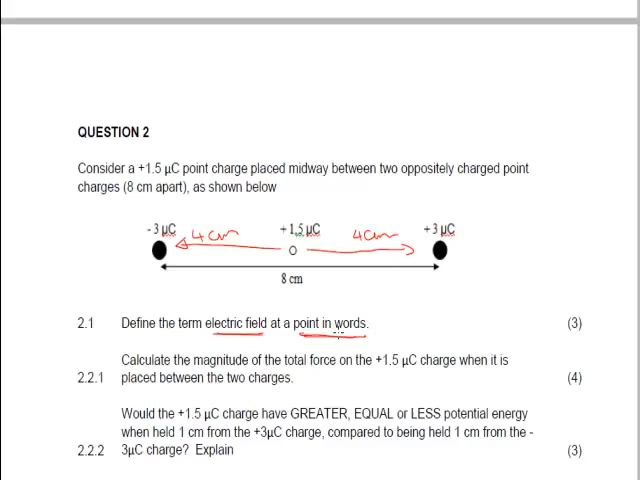 QUESTION 2
Consider a +1.5 µC point charge placed midway between two oppositely charged point
charges (8 cm apart), as shown below
- 3 µC +1.5 µC +3 µC
4cm 4cm
8 cm
2.1 Define the term electric field at a point in words. (3)
Calculate the magnitude of the total force on the +1.5 µC charge when it is
2.2.1 placed between the two charges. (4)
Would the +1.5 µC charge have GREATER, EQUAL or LESS potential energy
when held 1 cm from the +3µC charge, compared to being held 1 cm from the -
2.2.2 3µC charge? Explain (3)